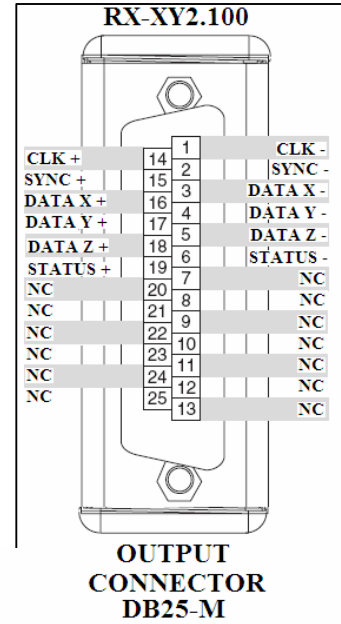 RX-XY2.100
1 CLK -
CLK + 14
2 SYNC -
SYNC + 15
3 DATA X -
DATA X + 16
4 DATA Y -
DATA Y + 17
5 DATA Z -
DATA Z + 18
6 STATUS -
STATUS + 19
7 NC
NC 20
8 NC
NC 21
9 NC
NC 22
10 NC
NC 23
11 NC
NC 24
12 NC
NC 25
13 NC
OUTPUT
CONNECTOR
DB25-M